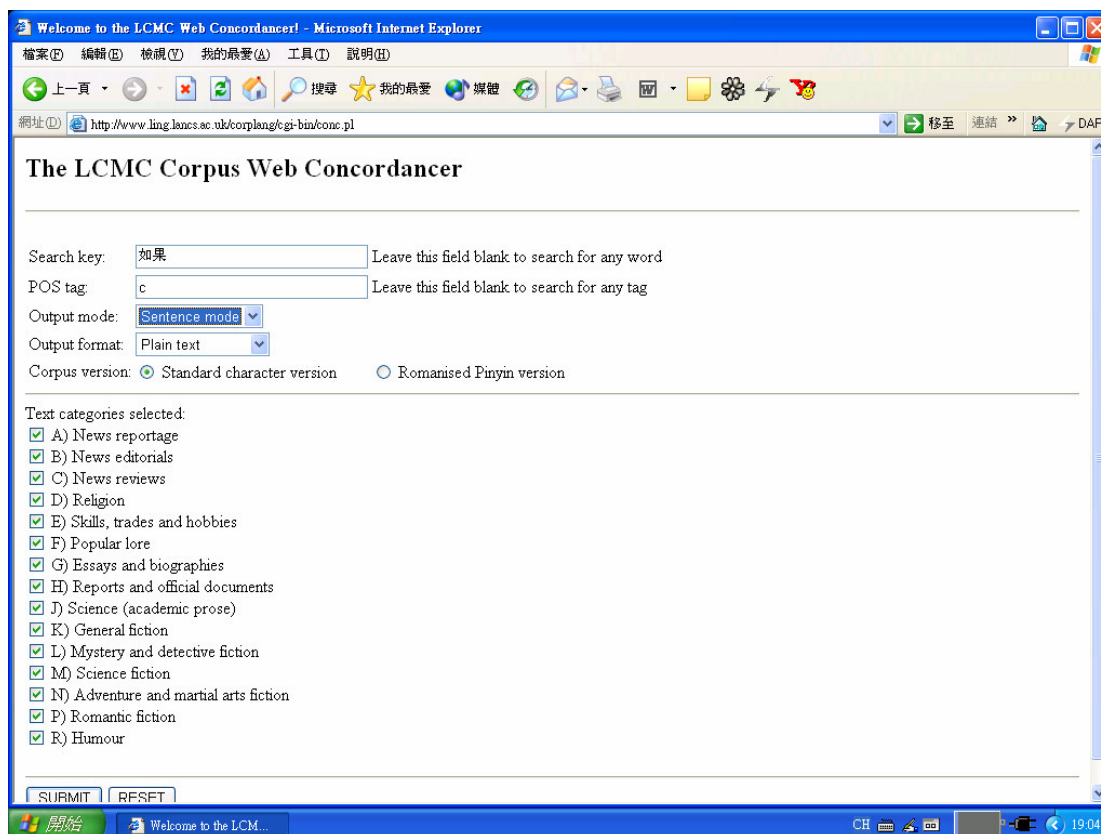 Welcome to the LCMC Web Concordancer! - Microsoft Internet Explorer
檔案(F) 編輯(E) 檢視(V) 我的最愛(A) 工具(T) 說明(H)
上一頁 搜尋 我的最愛 媒體
網址(D) http://www.ling.lancs.ac.uk/corplang/cgi-bin/conc.pl 移至 連結 » DAP
The LCMC Corpus Web Concordancer
Search key: 如果 Leave this field blank to search for any word
POS tag: c Leave this field blank to search for any tag
Output mode: Sentence mode
Output format: Plain text
Corpus version: Standard character version Romanised Pinyin version
Text categories selected:
A) News reportage
B) News editorials
C) News reviews
D) Religion
E) Skills, trades and hobbies
F) Popular lore
G) Essays and biographies
H) Reports and official documents
J) Science (academic prose)
K) General fiction
L) Mystery and detective fiction
M) Science fiction
N) Adventure and martial arts fiction
P) Romantic fiction
R) Humour
SUBMIT RESET
開始 Welcome to the LCM... CH 19:04